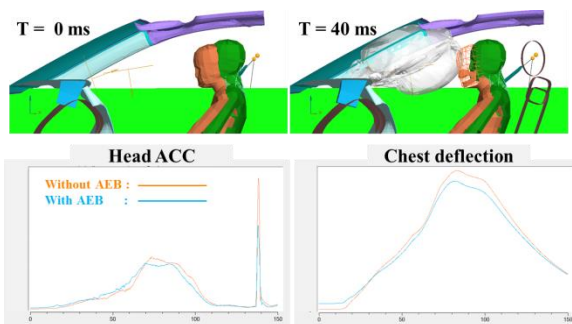 T = 0 ms
T = 40 ms
Head ACC
Chest deflection
Without AEB :
With AEB :
0 50 100 150
0 50 100 150